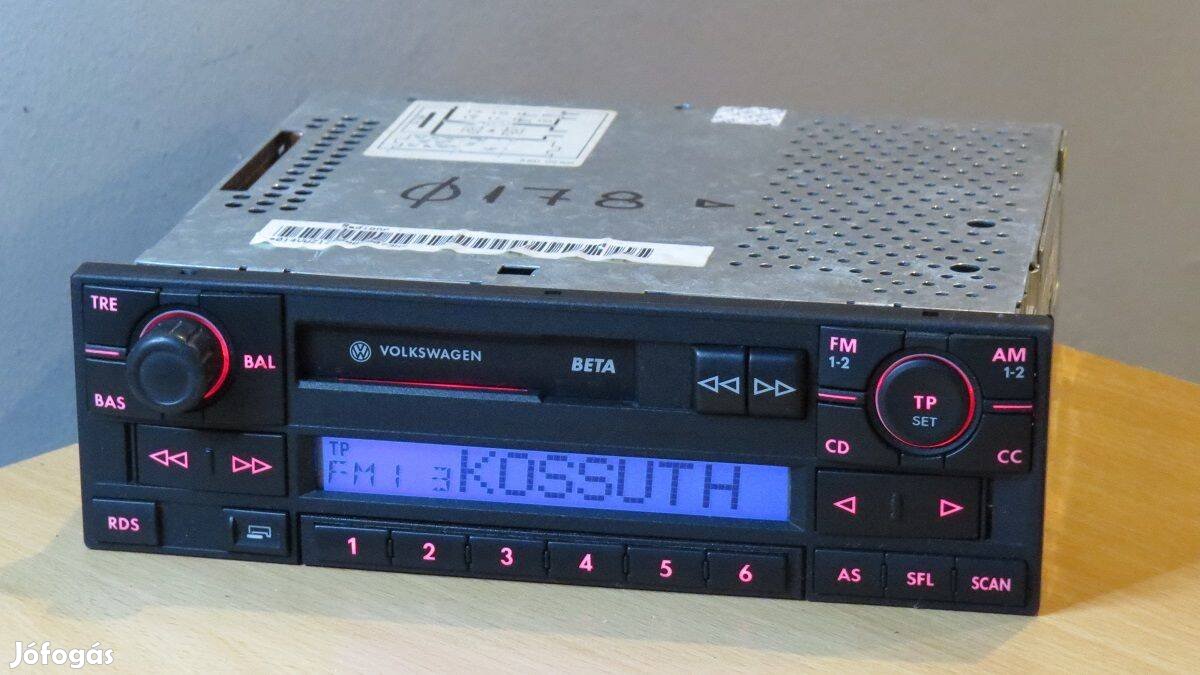 Ø178
TRE
BAL
BAS
VOLKSWAGEN
BETA
FM
1-2
AM
1-2
TP
SET
CD
CC
TP
FM1 3 KOSSUTH
RDS
1 2 3 4 5 6
AS SFL SCAN
Jófogás